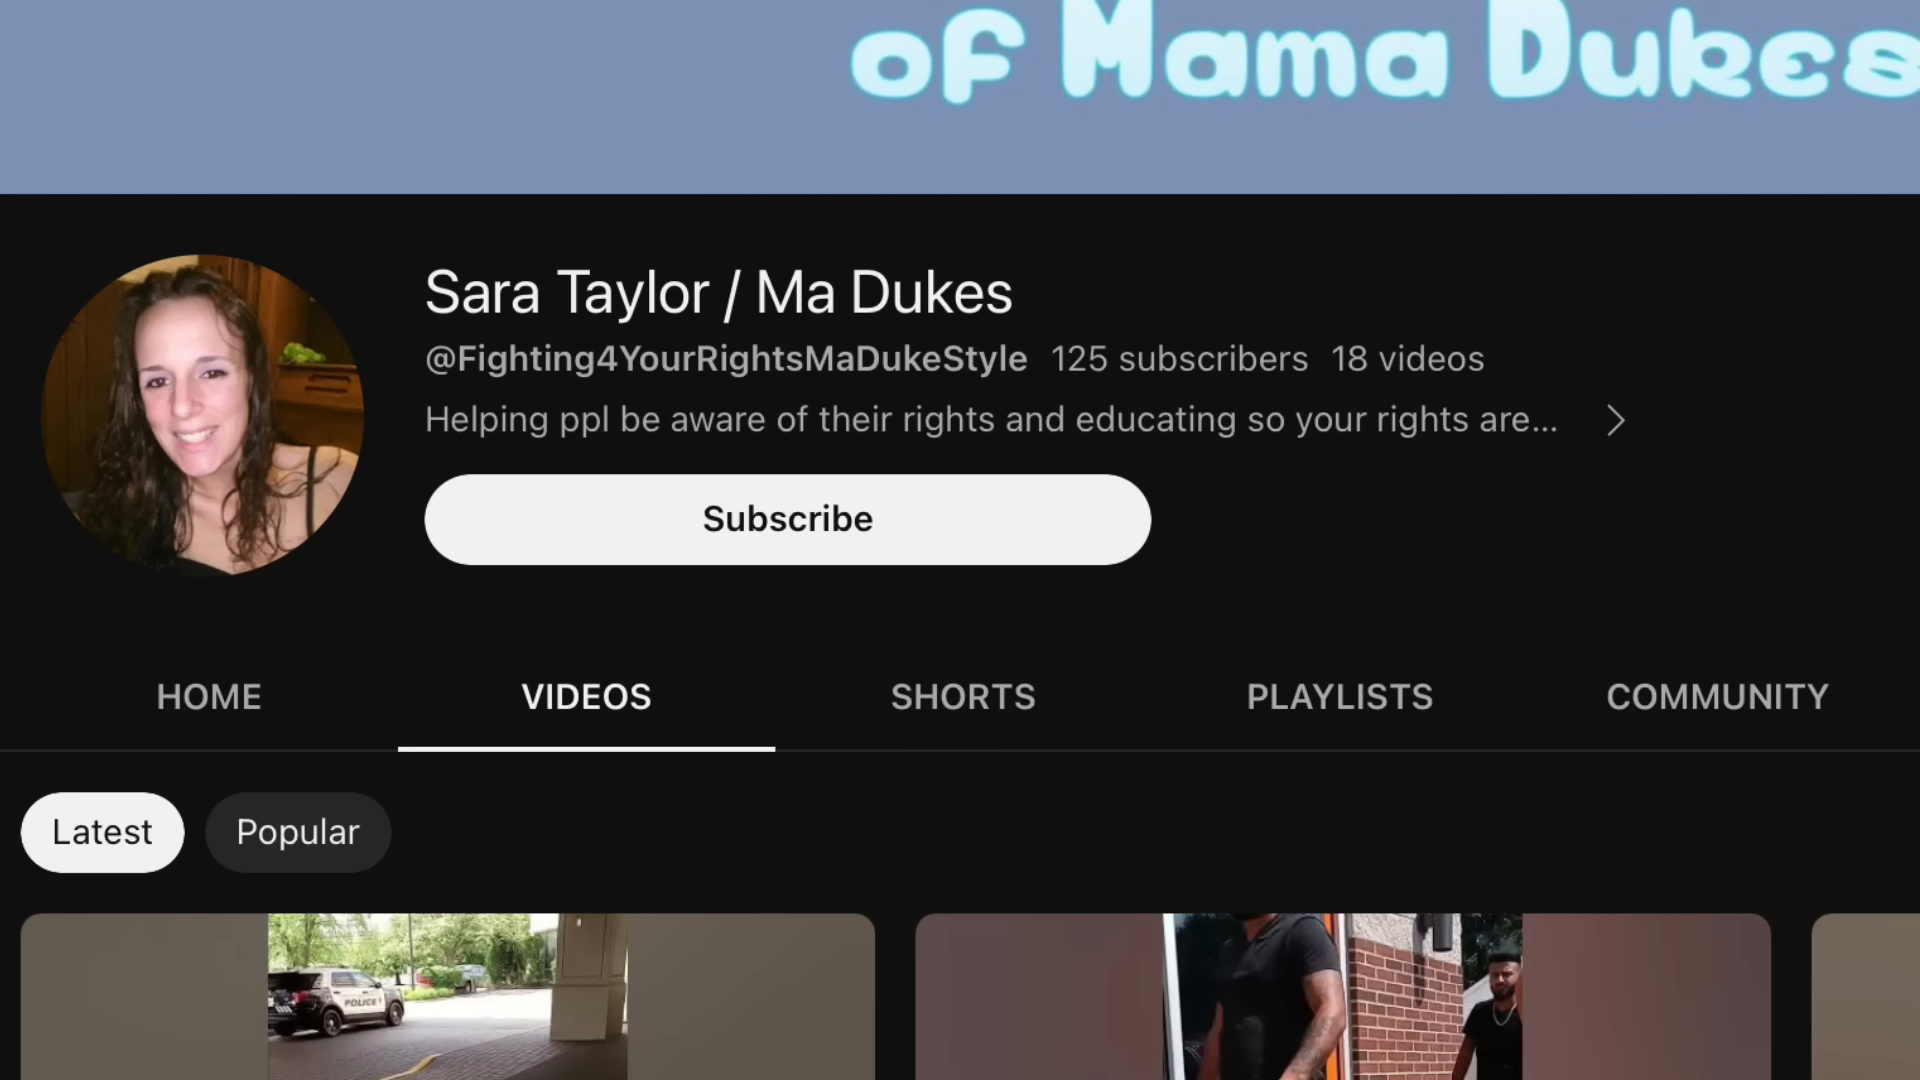 of Mama Dukes
Sara Taylor / Ma Dukes
@Fighting4YourRightsMaDukeStyle 125 subscribers 18 videos
Helping ppl be aware of their rights and educating so your rights are...
Subscribe
HOME VIDEOS SHORTS PLAYLISTS COMMUNITY
Latest Popular
POLICE